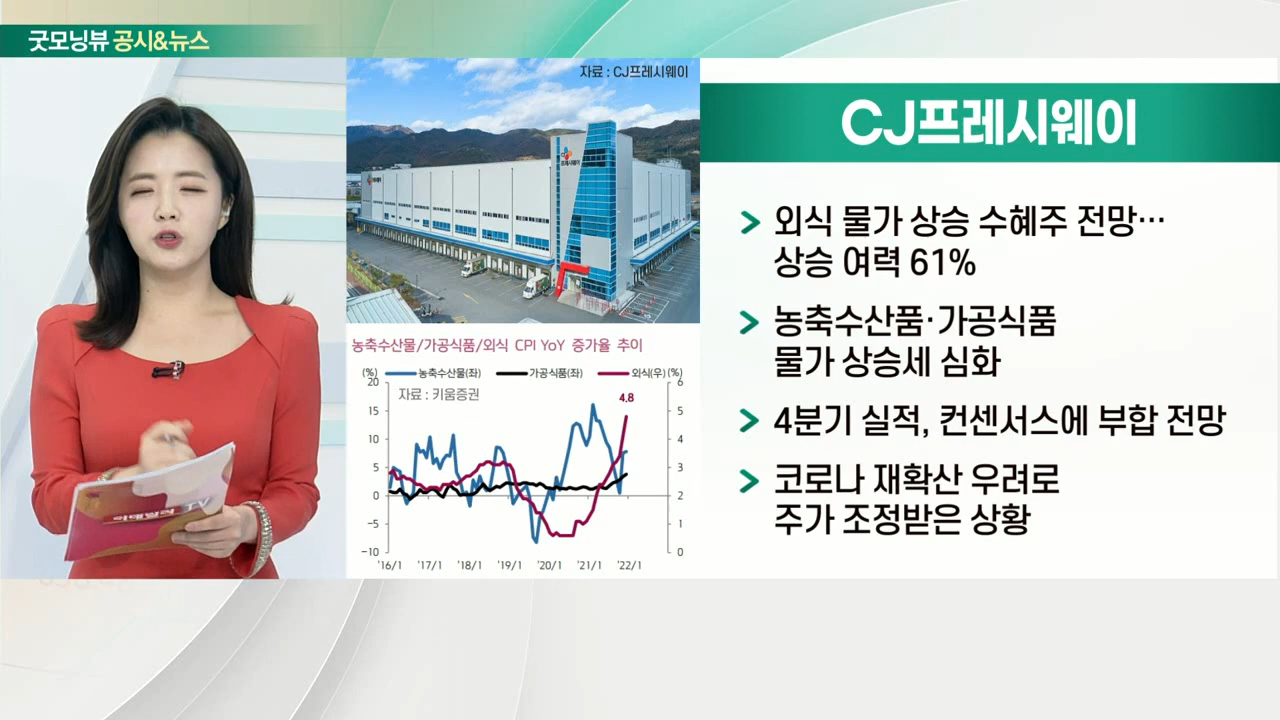 굿모닝뷰 공시&뉴스
자료 : CJ프레시웨이
CJ
프레시웨이
농축수산물/가공식품/외식 CPI YoY 증가율 추이
(%) 농축수산물(좌) 가공식품(좌) 외식(우) (%)
자료 : 키움증권
4.8
20
15
10
5
0
−5
−10
6
5
4
3
2
1
0
'16/1 '17/1 '18/1 '19/1 '20/1 '21/1 '22/1
CJ프레시웨이
외식 물가 상승 수혜주 전망…
상승 여력 61%
농축수산품·가공식품
물가 상승세 심화
4분기 실적, 컨센서스에 부합 전망
코로나 재확산 우려로
주가 조정받은 상황